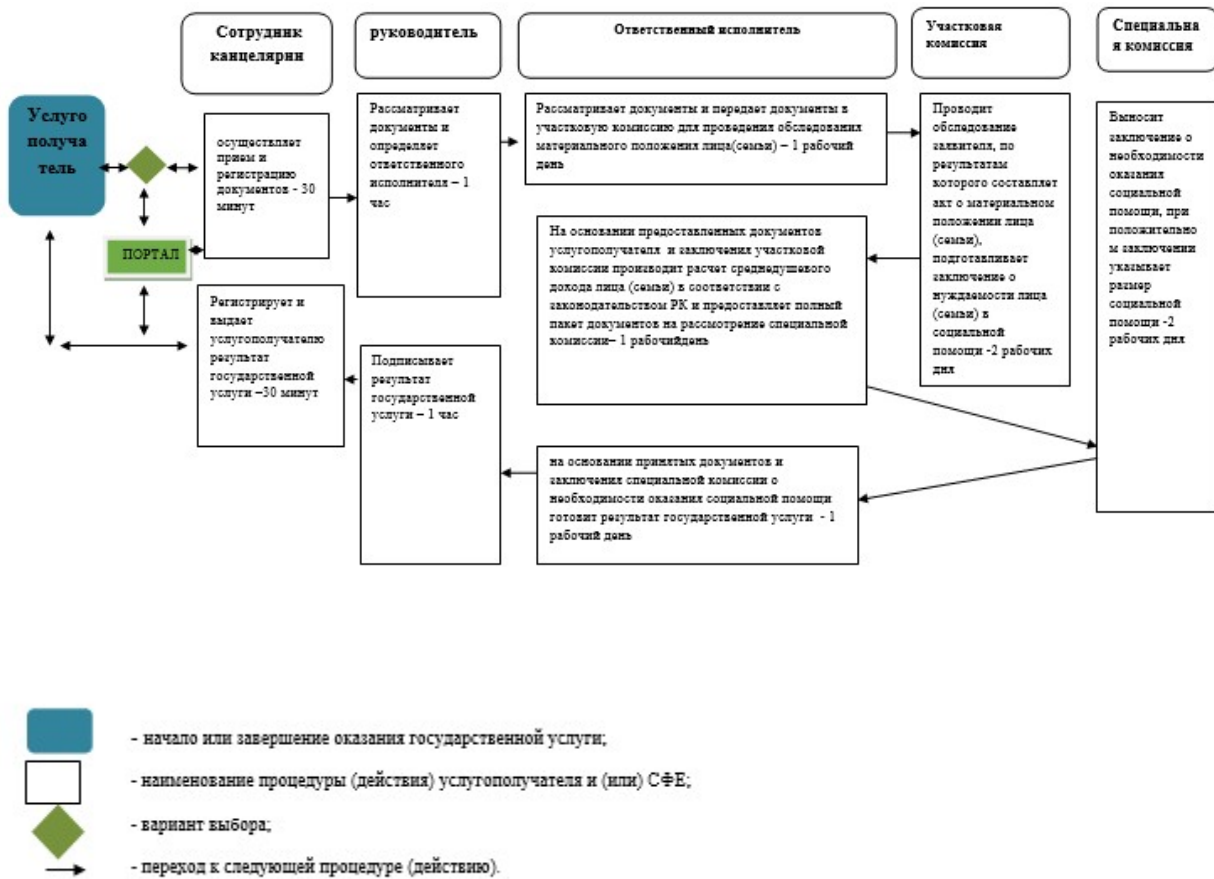 Сотрудник
канцелярии
руководитель
Ответственный исполнитель
Участковая
комиссия
Специальна
я комиссия
Услуго
получа
тель
ПОРТАЛ
осуществляет
прием и
регистрацию
документов - 30
минут
Регистрирует и
выдает
услугополучателю
результат
государственной
услуги –30 минут
Рассматривает
документы и
определяет
ответственного
исполнителя – 1
час
Подписывает
результат
государственной
услуги – 1 час
Рассматривает документы и передает документы в
участковую комиссию для проведения обследования
материального положения лица(семьи) – 1 рабочий
день
На основании предоставленных документов
услугополучателя и заключения участковой
комиссии производит расчет среднедушевого
дохода лица (семьи) в соответствии с
законодательством РК и предоставляет полный
пакет документов на рассмотрение специальной
комиссии– 1 рабочийдень
на основании принятых документов и
заключения специальной комиссии о
необходимости оказания социальной помощи
готовит результат государственной услуги - 1
рабочий день
Проводит
обследование
заявителя, по
результатам
которого составляет
акт о материальном
положении лица
(семьи),
подготавливает
заключение о
нуждаемости лица
(семьи) в
социальной
помощи -2 рабочих
дня
Выносит
заключение о
необходимости
оказания
социальной
помощи, при
положительно
м заключении
указывает
размер
социальной
помощи -2
рабочих дня
- начало или завершение оказания государственной услуги;
- наименование процедуры (действия) услугополучателя и (или) СФЕ;
- вариант выбора;
- переход к следующей процедуре (действию).